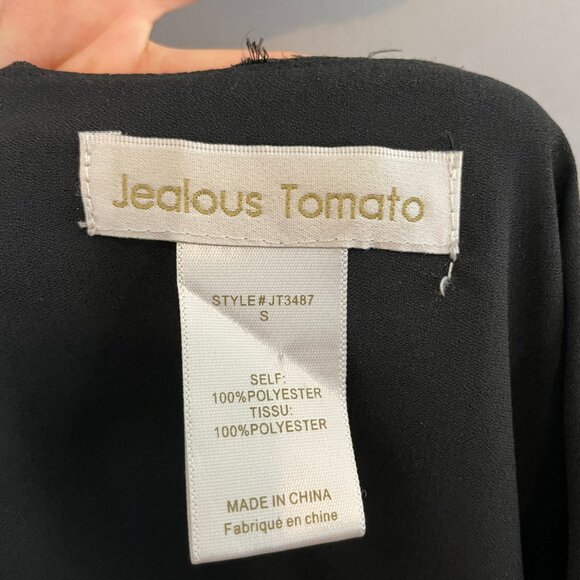 Jealous Tomato
STYLE#JT3487
S
SELF:
100%POLYESTER
TISSU:
100%POLYESTER
MADE IN CHINA
Fabriqué en chine